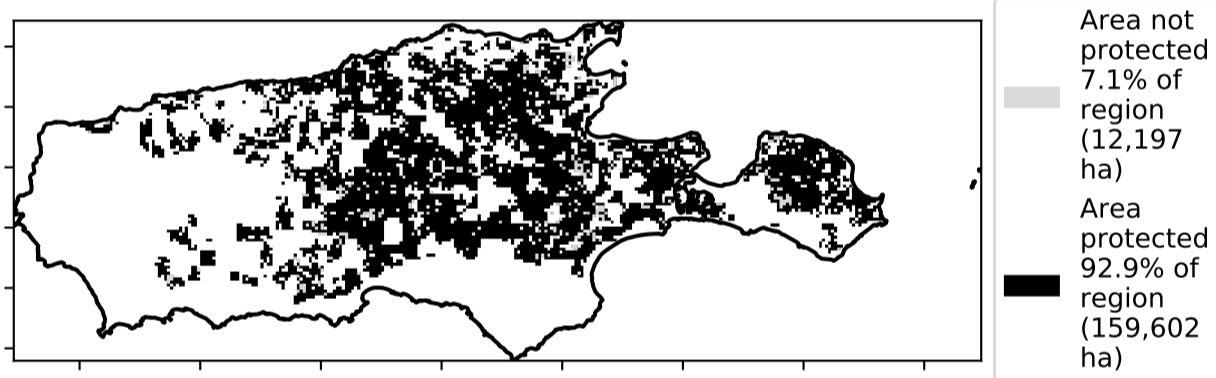 Area not
protected
7.1% of
region
(12,197
ha)
Area
protected
92.9% of
region
(159,602
ha)